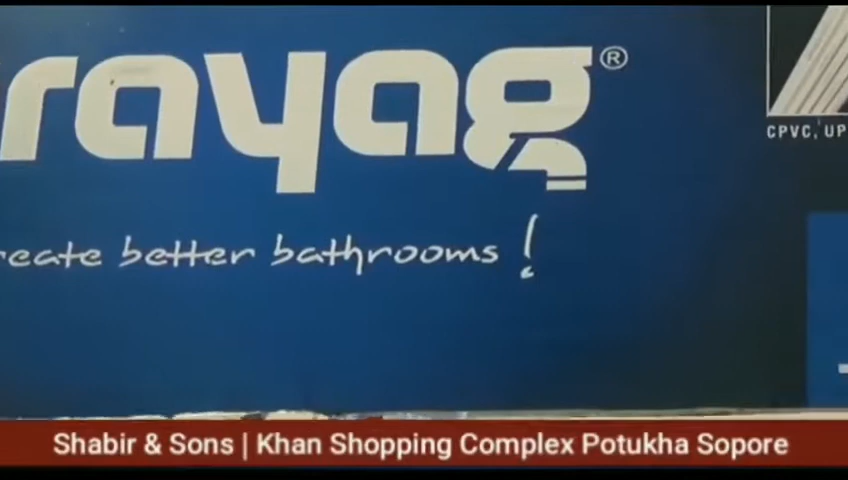 rayag®
CPVC, UP
reate better bathrooms!
Shabir & Sons | Khan Shopping Complex Potukha Sopore